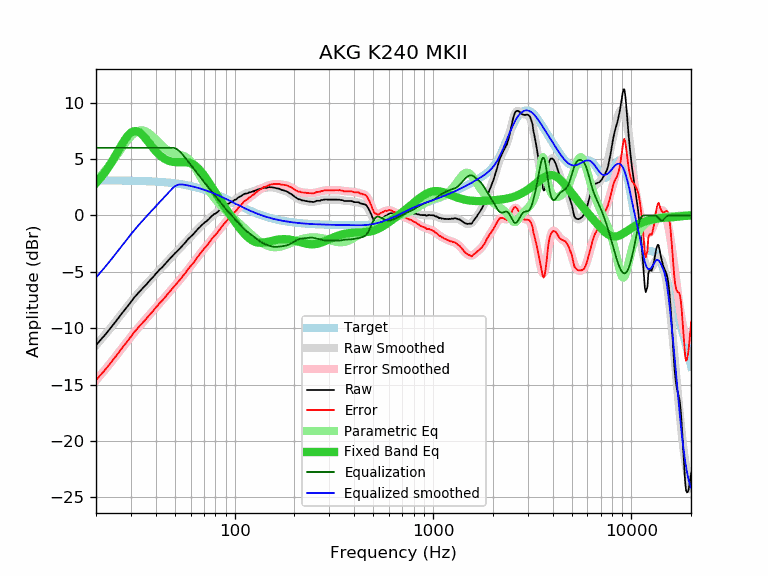 AKG K240 MKII
10
5
0
−5
−10
−15
−20
−25
Amplitude (dBr)
Target
Raw Smoothed
Error Smoothed
Raw
Error
Parametric Eq
Fixed Band Eq
Equalization
Equalized smoothed
100
1000
10000
Frequency (Hz)